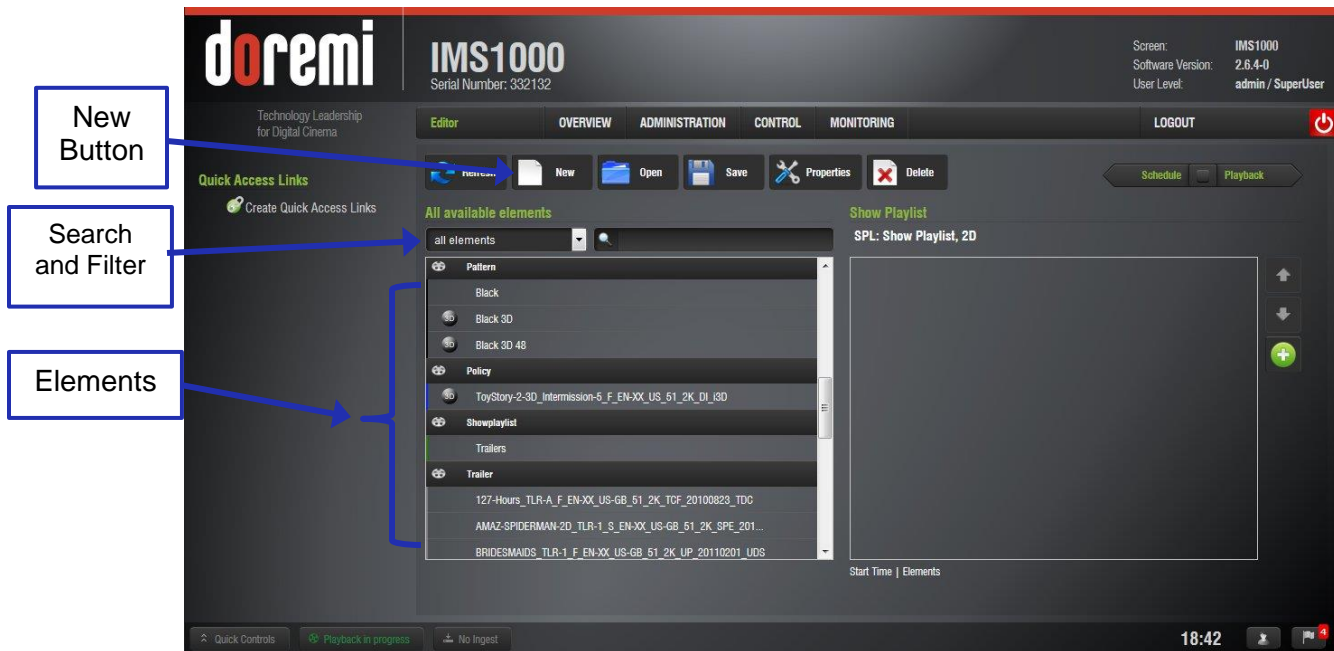 doremi
Technology Leadership
for Digital Cinema
IMS1000
Serial Number: 332132
Screen: IMS1000
Software Version: 2.6.4-0
User Level: admin / SuperUser
New
Button
Search
and Filter
Elements
Quick Access Links
Create Quick Access Links
Editor OVERVIEW ADMINISTRATION CONTROL MONITORING LOGOUT
Refresh New Open Save Properties Delete
Schedule Playback
All available elements
all elements
Pattern
Black
3D Black 3D
3D Black 3D 48
Policy
3D ToyStory-2-3D_Intermission-5_F_EN-XX_US_51_2K_DI_i3D
Showplaylist
Trailers
Trailer
127-Hours_TLR-A_F_EN-XX_US-GB_51_2K_TCF_20100823_TDC
AMAZ-SPIDERMAN-2D_TLR-1_S_EN-XX_US-GB_51_2K_SPE_201...
BRIDESMAIDS_TLR-1_F_EN-XX_US-GB_51_2K_UP_20110201_UDS
Show Playlist
SPL: Show Playlist, 2D
Start Time | Elements
Quick Controls Playback in progress No Ingest 18:42 4